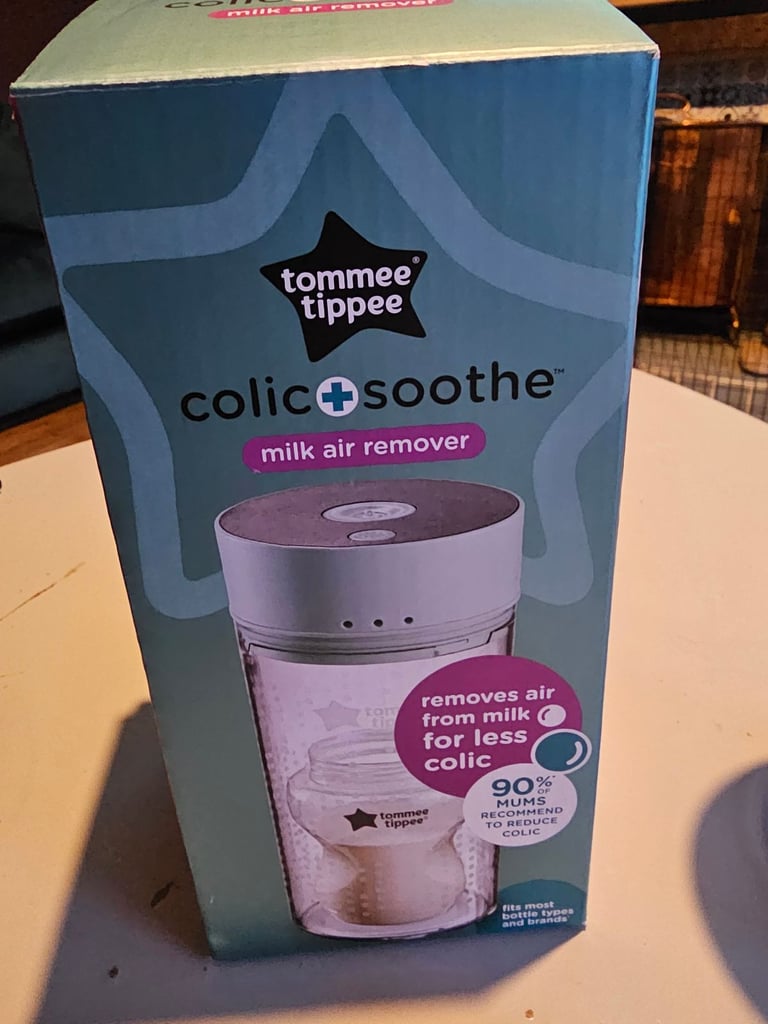 milk air remover
tommee®
tippee
colic+soothe™
milk air remover
removes air
from milk
for less
colic
90%*
OF
MUMS
RECOMMEND
TO REDUCE
COLIC
tommee
tippee®
fits most
bottle types
and brands